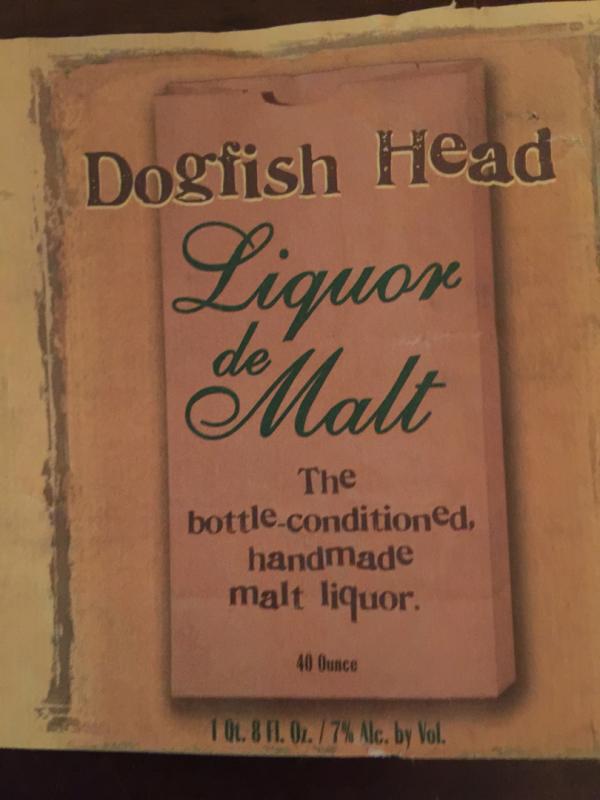 Dogfish Head
Liquor
de
Malt
The
bottle-conditioned,
handmade
malt liquor.
40 Ounce
1 Qt. 8 Fl. Oz. / 7% Alc. by Vol.